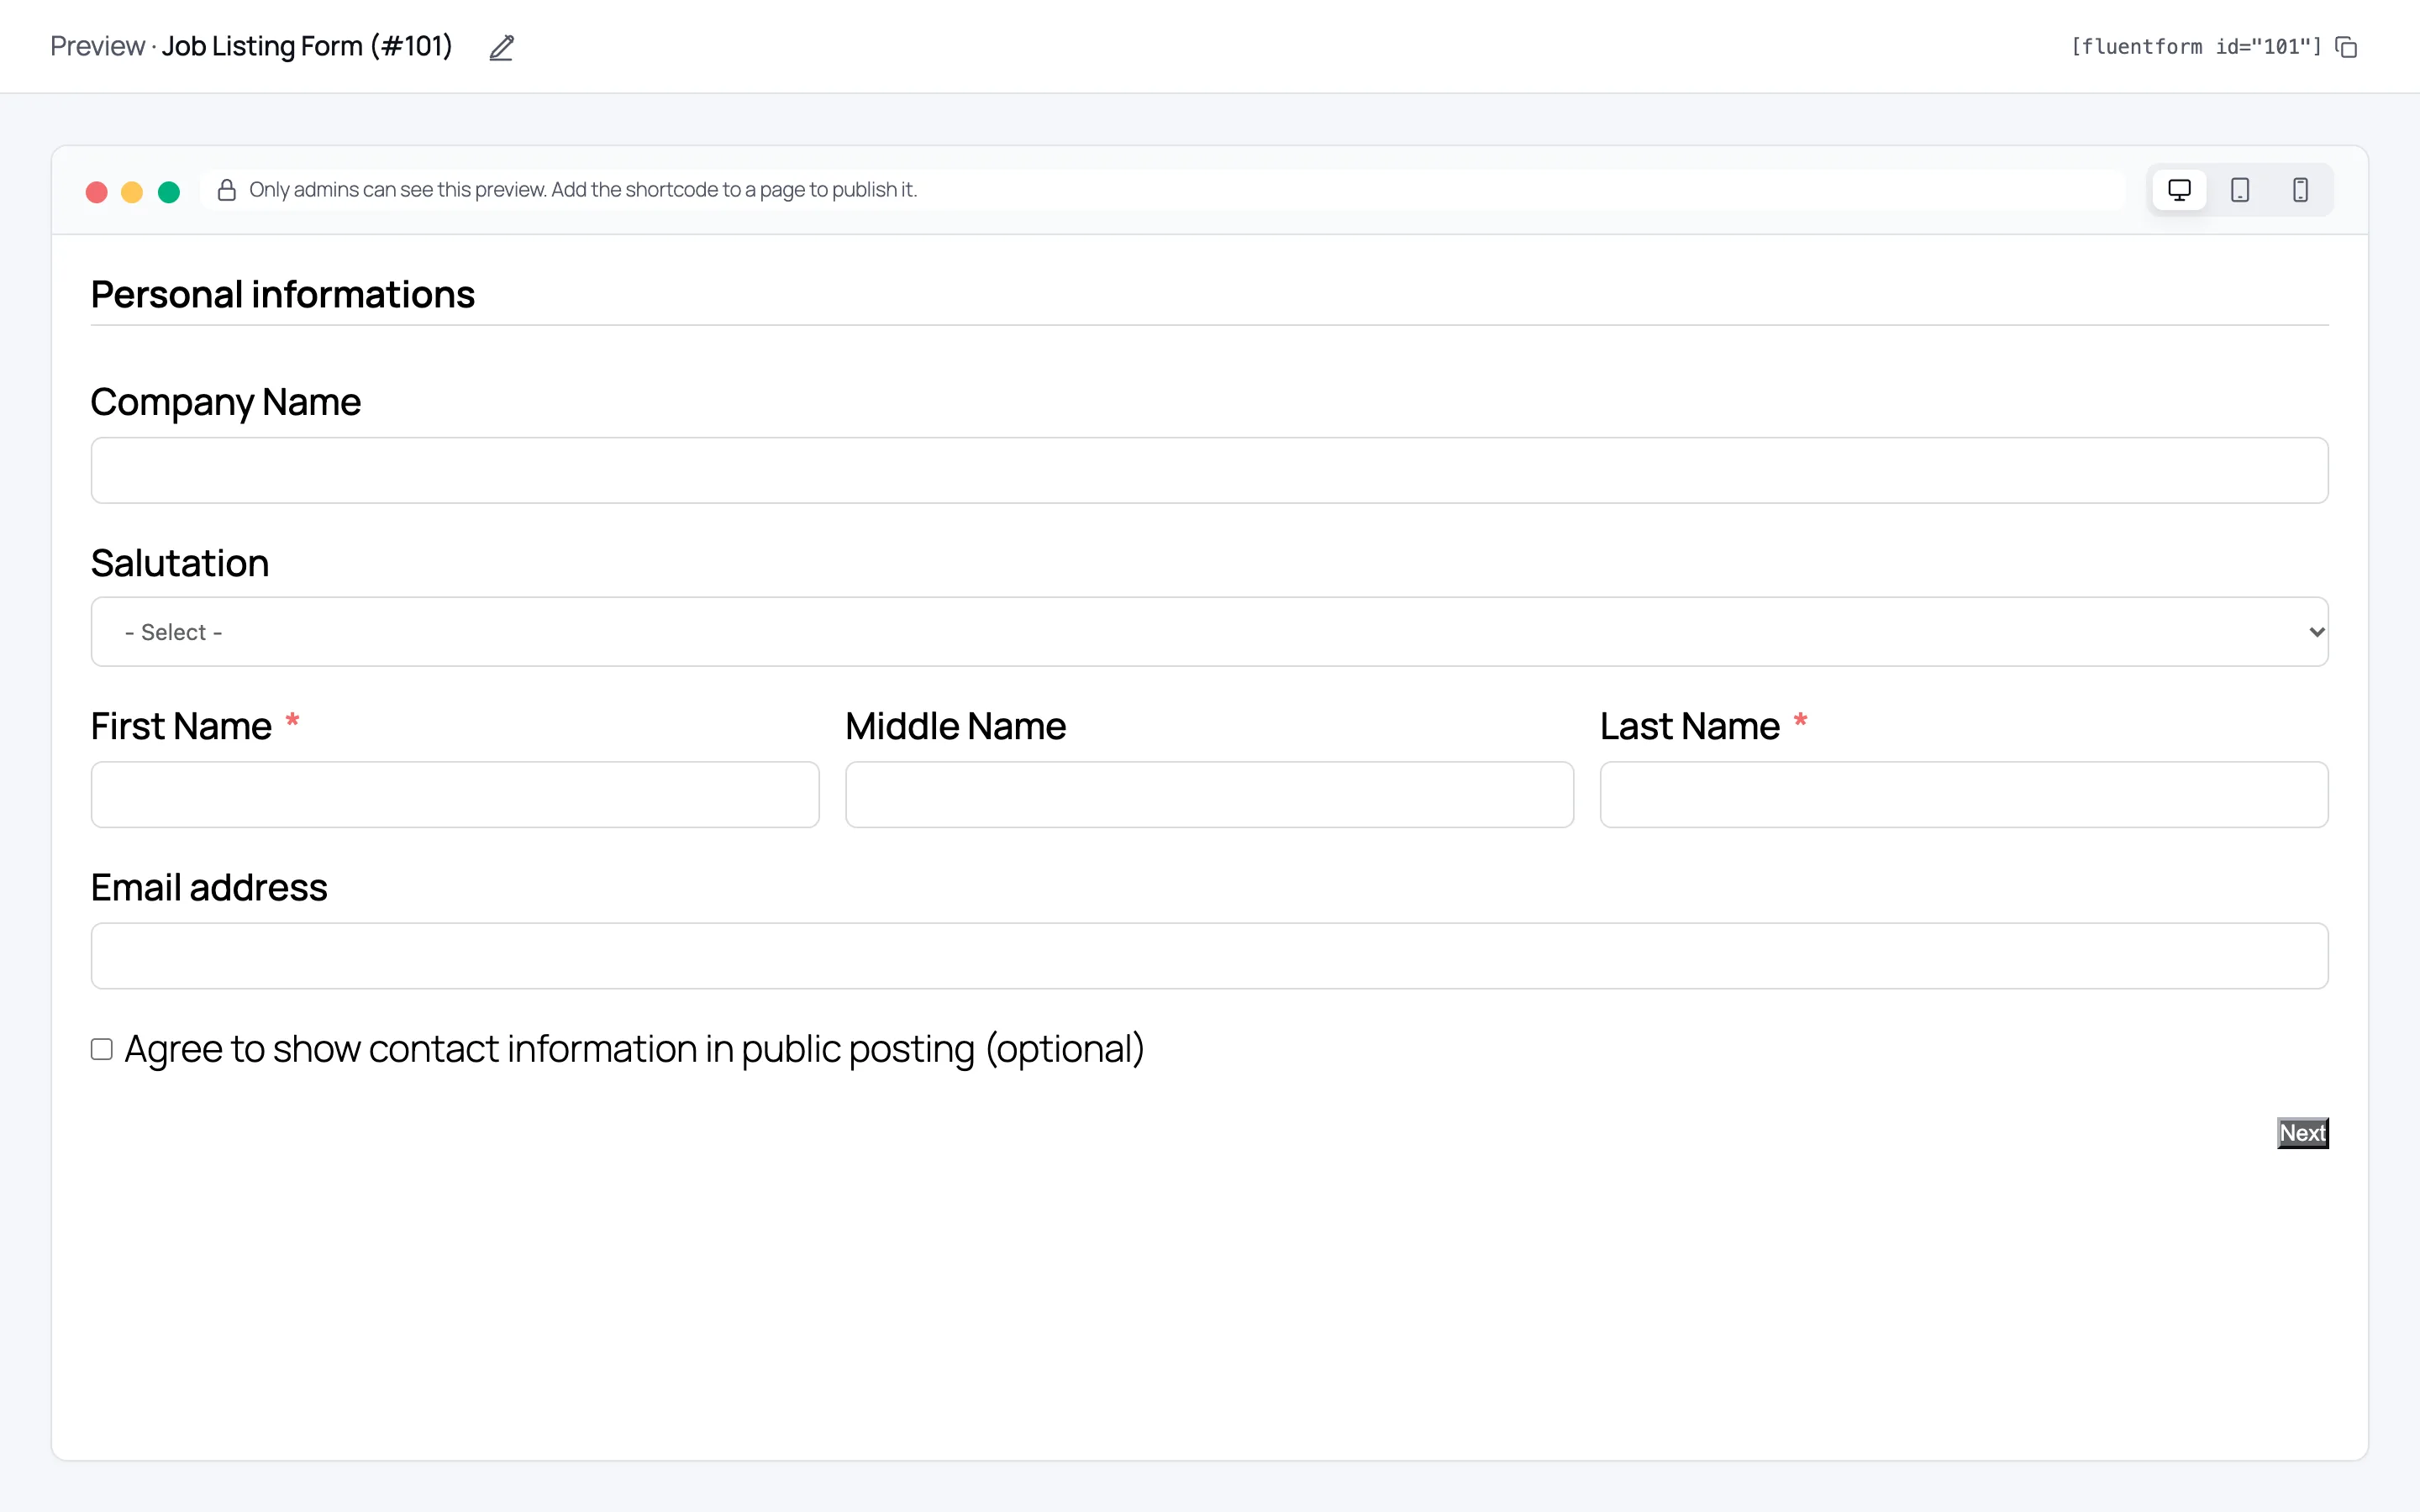 Preview · Job Listing Form (#101)
[fluentform id="101"]
Only admins can see this preview. Add the shortcode to a page to publish it.
Personal informations
Company Name
Salutation
- Select -
First Name *
Middle Name
Last Name *
Email address
Agree to show contact information in public posting (optional)
Next